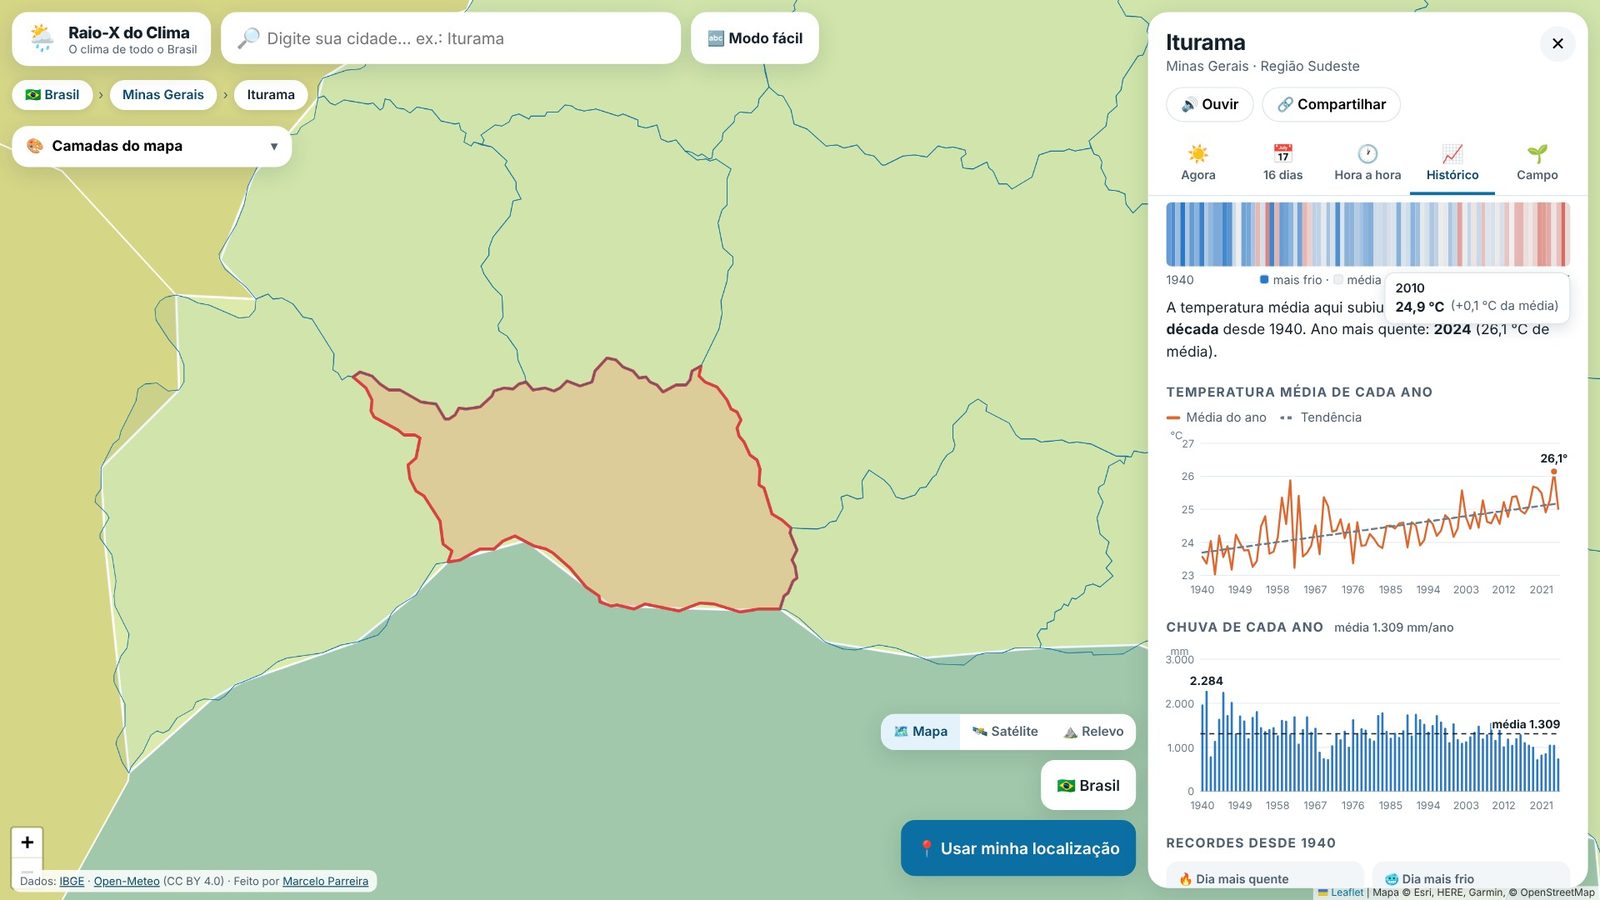 Raio-X do Clima
O clima de todo o Brasil
Digite sua cidade... ex.: Iturama
Modo fácil
Brasil › Minas Gerais › Iturama
Camadas do mapa
Iturama
Minas Gerais · Região Sudeste
Ouvir
Compartilhar
Agora
16 dias
Hora a hora
Histórico
Campo
1940
mais frio · média
2010
24,9 °C (+0,1 °C da média)
A temperatura média aqui subiu
década desde 1940. Ano mais quente: 2024 (26,1 °C de
média).
TEMPERATURA MÉDIA DE CADA ANO
Média do ano
Tendência
°C
27
26
25
24
23
26,1°
1940 1949 1958 1967 1976 1985 1994 2003 2012 2021
CHUVA DE CADA ANO média 1.309 mm/ano
mm
3.000
2.284
2.000
média 1.309
1.000
0
1940 1949 1958 1967 1976 1985 1994 2003 2012 2021
RECORDES DESDE 1940
Dia mais quente
Dia mais frio
Mapa
Satélite
Relevo
Brasil
Usar minha localização
+
Dados: IBGE · Open-Meteo (CC BY 4.0) · Feito por Marcelo Parreira
Leaflet | Mapa © Esri, HERE, Garmin, © OpenStreetMap